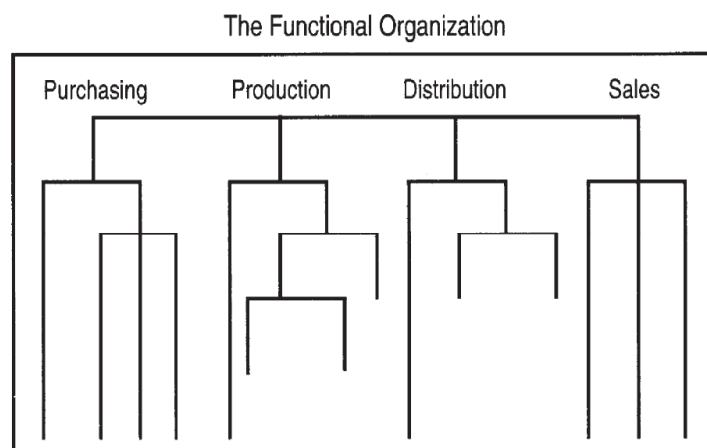 The Functional Organization
Purchasing Production Distribution Sales